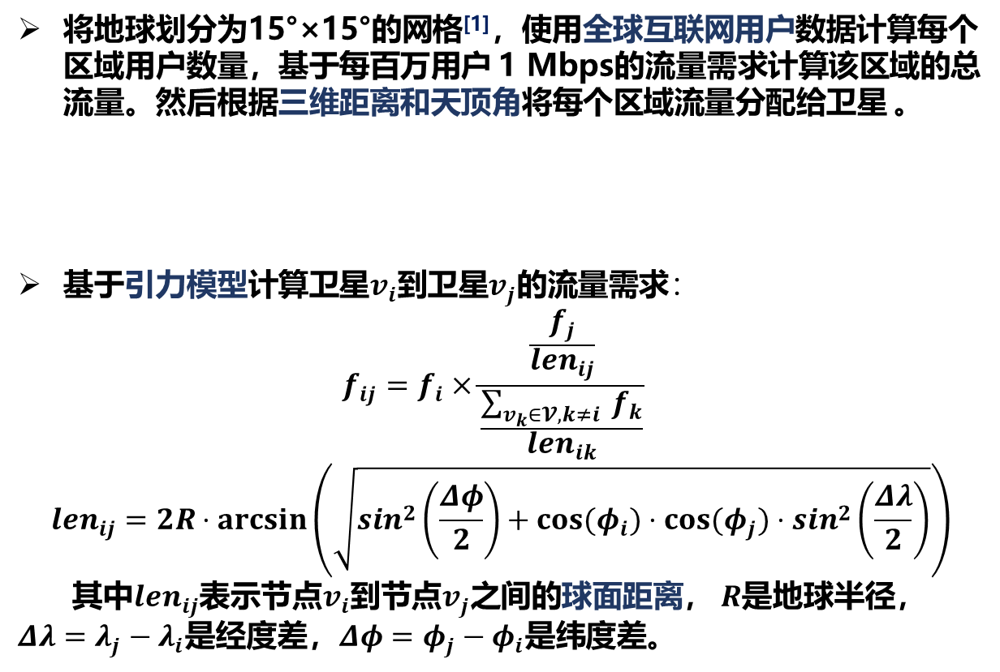 ➢ 将地球划分为15°×15°的网格[1]，使用全球互联网用户数据计算每个
区域用户数量，基于每百万用户 1 Mbps的流量需求计算该区域的总
流量。然后根据三维距离和天顶角将每个区域流量分配给卫星 。
➢ 基于引力模型计算卫星𝒗ᵢ到卫星𝒗ⱼ的流量需求：
$f_{ij} = f_i \times \frac{\frac{f_j}{len_{ij}}}{\frac{\sum_{v_k \in \mathcal{V}, k \neq i} f_k}{len_{ik}}}$
$len_{ij} = 2R \cdot \arcsin\left(\sqrt{sin^2\left(\frac{\Delta\phi}{2}\right) + \cos(\phi_i) \cdot \cos(\phi_j) \cdot sin^2\left(\frac{\Delta\lambda}{2}\right)}\right)$
其中$len_{ij}$表示节点$v_i$到节点$v_j$之间的球面距离， $R$是地球半径，
$\Delta\lambda = \lambda_j - \lambda_i$是经度差，$\Delta\phi = \phi_j - \phi_i$是纬度差。